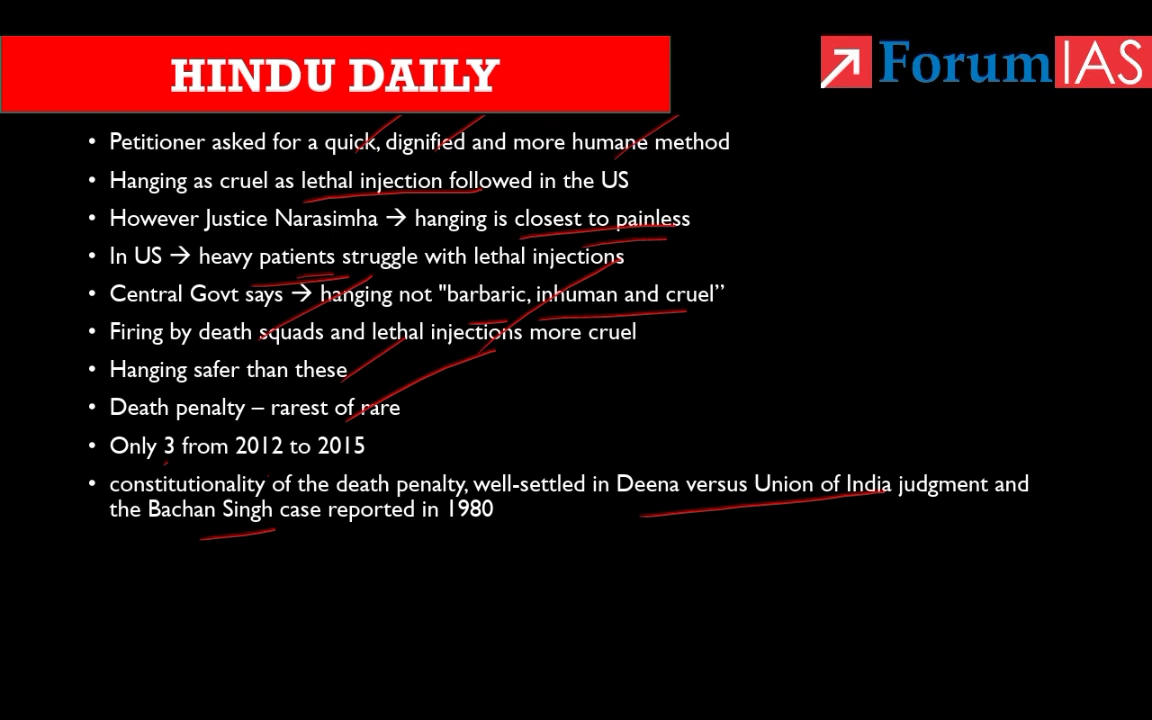 HINDU DAILY
ForumIAS
• Petitioner asked for a quick, dignified and more humane method
• Hanging as cruel as lethal injection followed in the US
• However Justice Narasimha → hanging is closest to painless
• In US → heavy patients struggle with lethal injections
• Central Govt says → hanging not "barbaric, inhuman and cruel”
• Firing by death squads and lethal injections more cruel
• Hanging safer than these
• Death penalty – rarest of rare
• Only 3 from 2012 to 2015
• constitutionality of the death penalty, well-settled in Deena versus Union of India judgment and
the Bachan Singh case reported in 1980